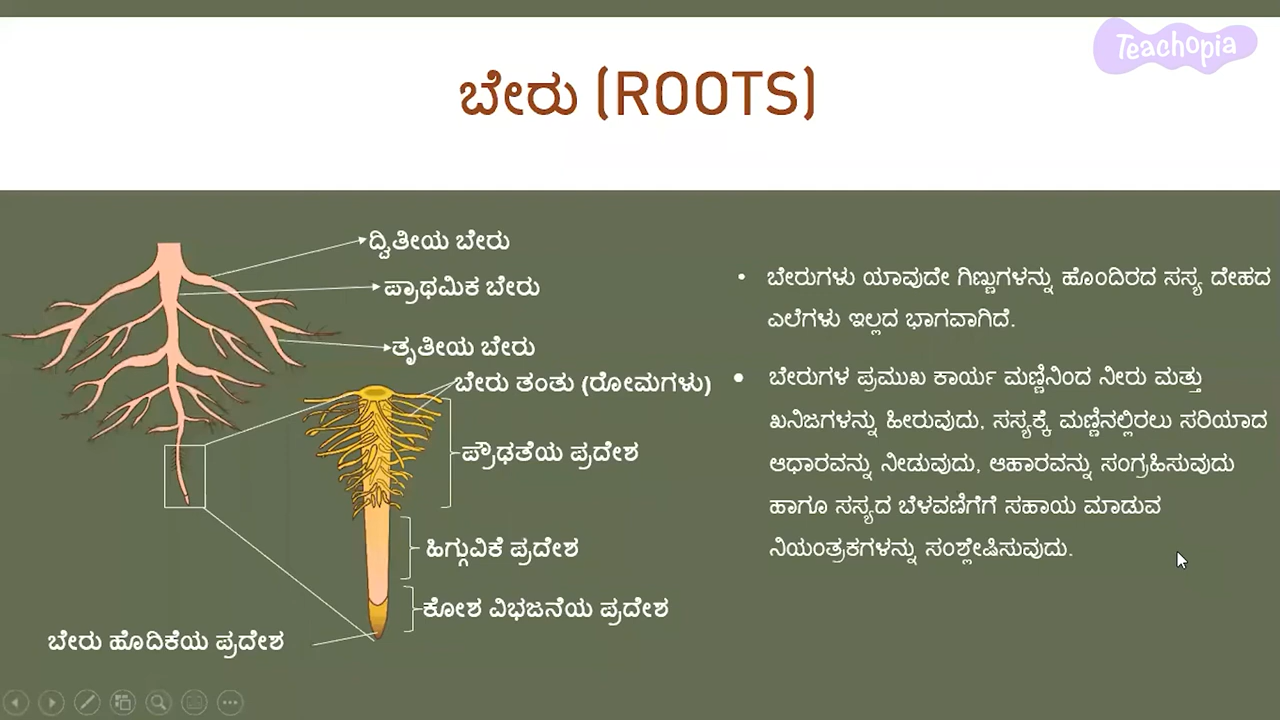 Teachopia
ಬೇರು (ROOTS)
ದ್ವಿತೀಯ ಬೇರು
ಪ್ರಾಥಮಿಕ ಬೇರು
ತೃತೀಯ ಬೇರು
ಬೇರು ತಂತು (ರೋಮಗಳು)
ಪ್ರೌಢತೆಯ ಪ್ರದೇಶ
ಹಿಗ್ಗುವಿಕೆ ಪ್ರದೇಶ
ಕೋಶ ವಿಭಜನೆಯ ಪ್ರದೇಶ
ಬೇರು ಹೊದಿಕೆಯ ಪ್ರದೇಶ
• ಬೇರುಗಳು ಯಾವುದೇ ಗಿಣ್ಣುಗಳನ್ನು ಹೊಂದಿರದ ಸಸ್ಯ ದೇಹದ
ಎಲೆಗಳು ಇಲ್ಲದ ಭಾಗವಾಗಿದೆ.
• ಬೇರುಗಳ ಪ್ರಮುಖ ಕಾರ್ಯ ಮಣ್ಣಿನಿಂದ ನೀರು ಮತ್ತು
ಖನಿಜಗಳನ್ನು ಹೀರುವುದು, ಸಸ್ಯಕ್ಕೆ ಮಣ್ಣಿನಲ್ಲಿರಲು ಸರಿಯಾದ
ಆಧಾರವನ್ನು ನೀಡುವುದು, ಆಹಾರವನ್ನು ಸಂಗ್ರಹಿಸುವುದು
ಹಾಗೂ ಸಸ್ಯದ ಬೆಳವಣಿಗೆಗೆ ಸಹಾಯ ಮಾಡುವ
ನಿಯಂತ್ರಕಗಳನ್ನು ಸಂಶ್ಲೇಷಿಸುವುದು.